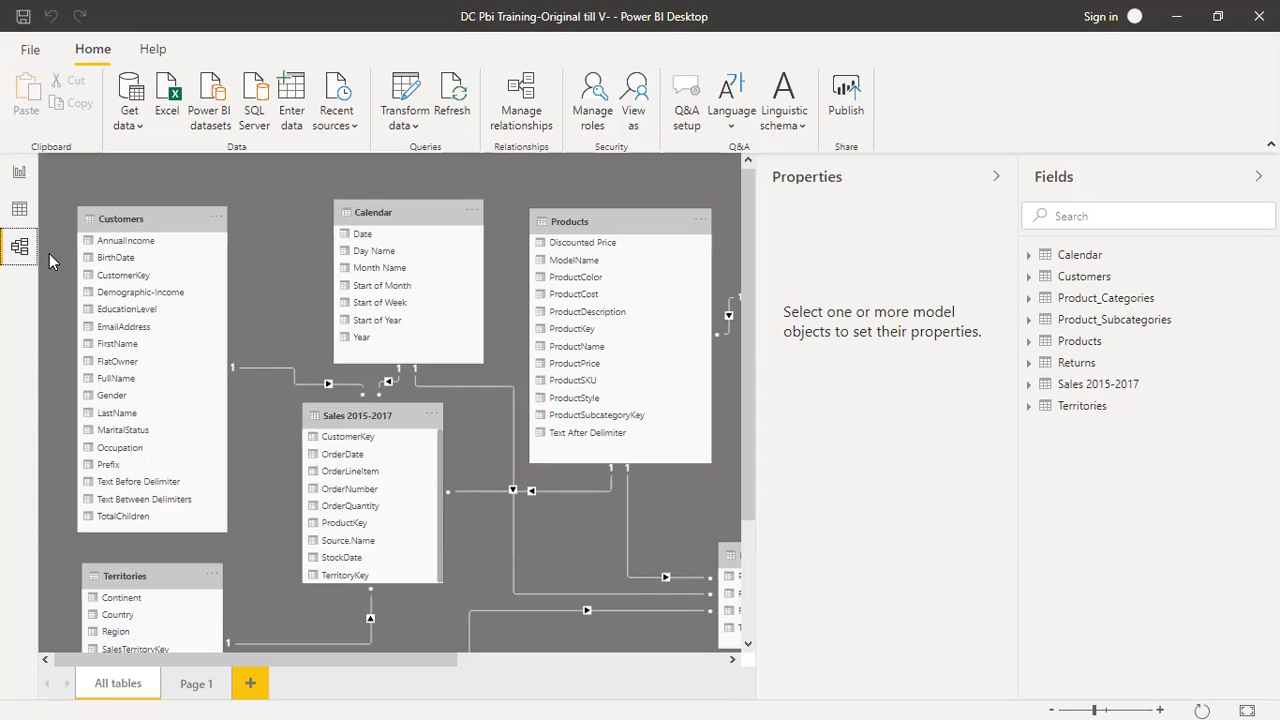 DC Pbi Training-Original till V- - Power BI Desktop
Sign in
File
Home
Help
Paste
Cut
Copy
Get data
Excel
Power BI datasets
SQL Server
Enter data
Recent sources
Transform data
Refresh
Manage relationships
Manage roles
View as
Q&A setup
Language
Linguistic schema
Publish
Clipboard
Data
Queries
Relationships
Security
Q&A
Share
Customers
AnnualIncome
BirthDate
CustomerKey
Demographic-Income
EducationLevel
EmailAddress
FirstName
FlatOwner
FullName
Gender
LastName
MaritalStatus
Occupation
Prefix
Text Before Delimiter
Text Between Delimiters
TotalChildren
Calendar
Date
Day Name
Month Name
Start of Month
Start of Week
Start of Year
Year
Products
Discounted Price
ModelName
ProductColor
ProductCost
ProductDescription
ProductKey
ProductName
ProductPrice
ProductSKU
ProductStyle
ProductSubcategoryKey
Text After Delimiter
Sales 2015-2017
CustomerKey
OrderDate
OrderLineItem
OrderNumber
OrderQuantity
ProductKey
Source.Name
StockDate
TerritoryKey
Territories
Continent
Country
Region
SalesTerritoryKey
1
1
1
1
1
1
1
Properties
Select one or more model
objects to set their properties.
Fields
Search
Calendar
Customers
Product_Categories
Product_Subcategories
Products
Returns
Sales 2015-2017
Territories
All tables
Page 1